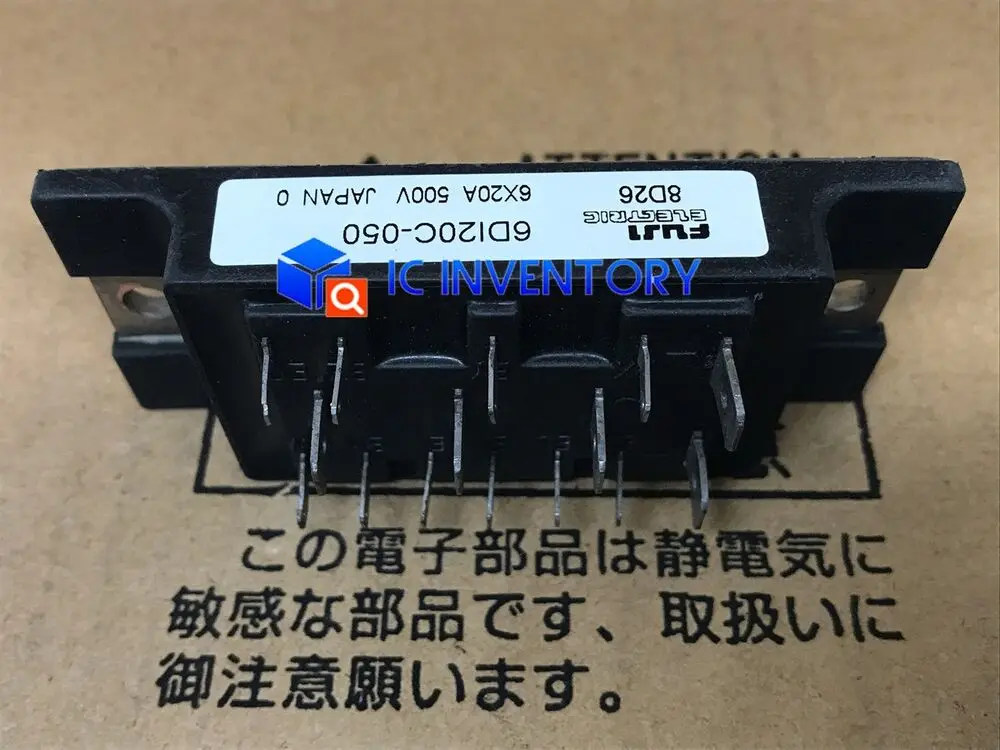 ATTENTION
FUJI
ELECTRIC
8D26
6DI20C-050
6X20A 500V JAPAN 0
IC INVENTORY
この電子部品は静電気に
敏感な部品です、取扱いに
御注意願います。